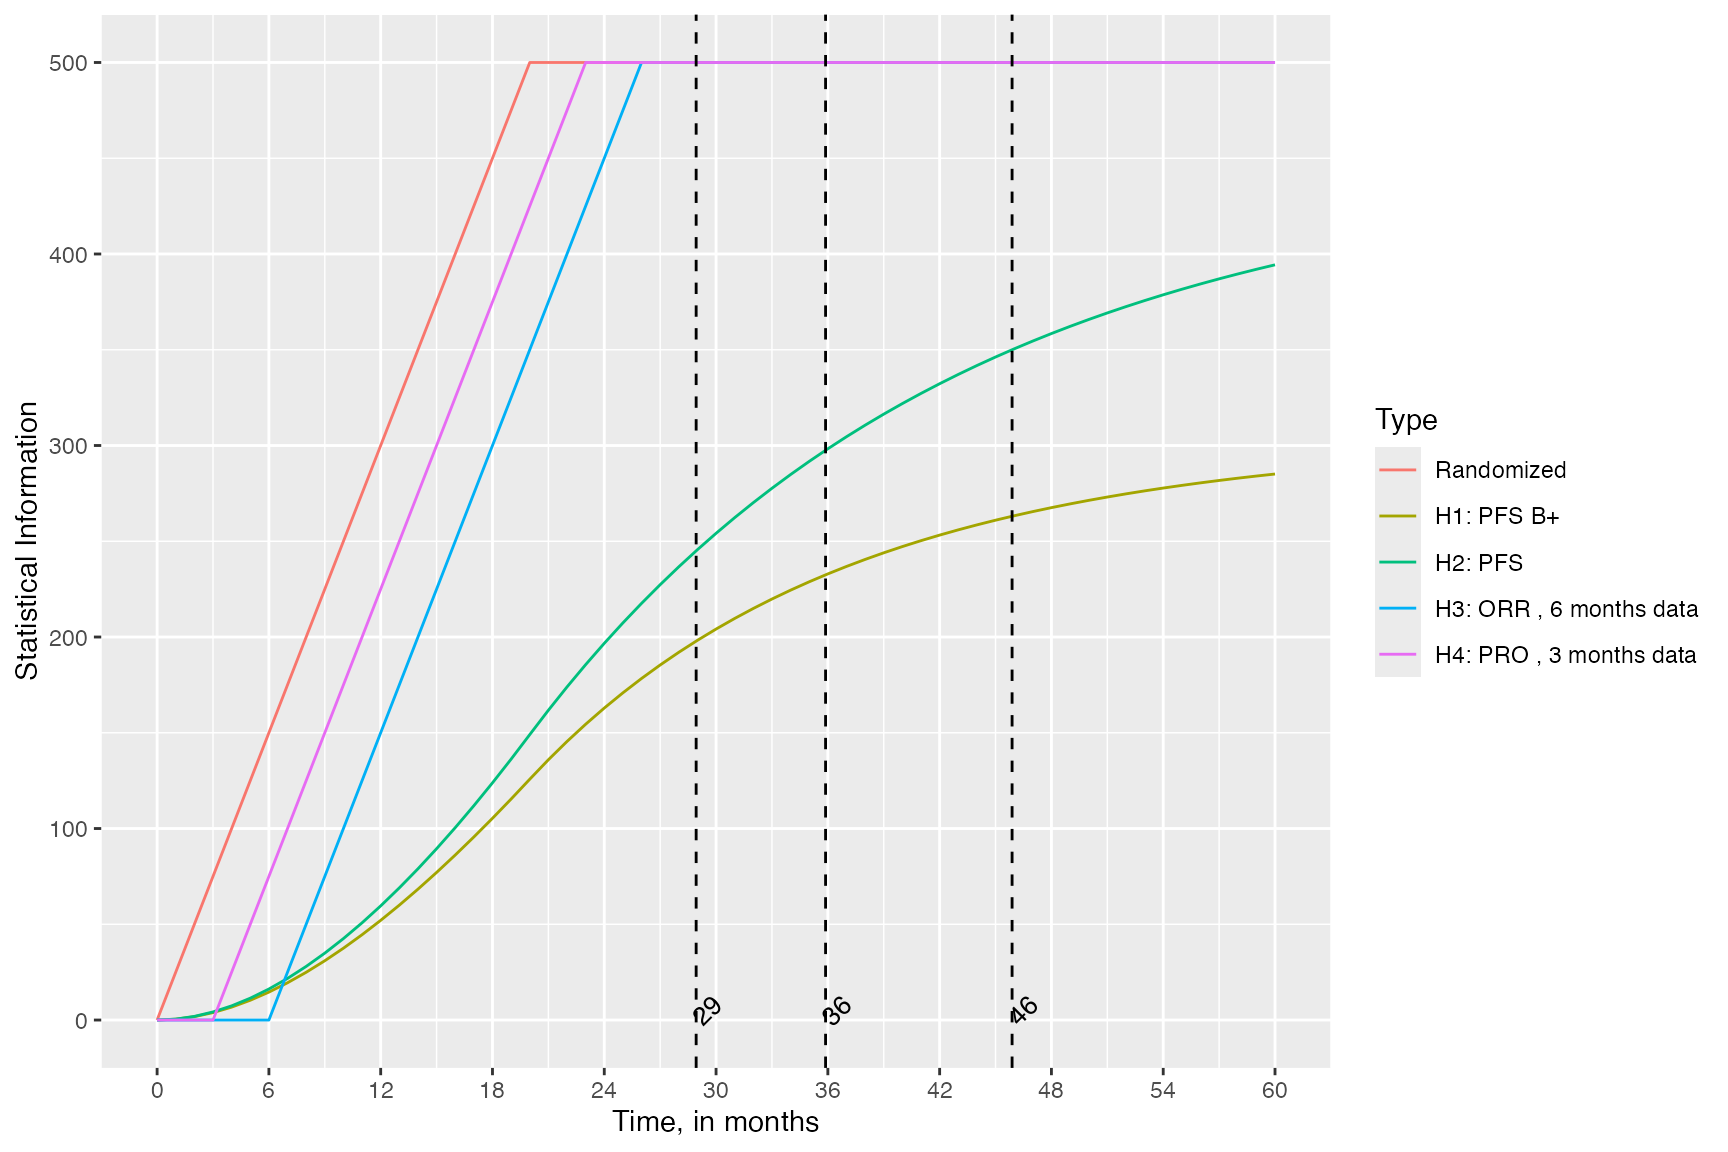 Statistical Information
500
400
300
200
100
0
29
36
46
0 6 12 18 24 30 36 42 48 54 60
Time, in months
Type
Randomized
H1: PFS B+
H2: PFS
H3: ORR , 6 months data
H4: PRO , 3 months data